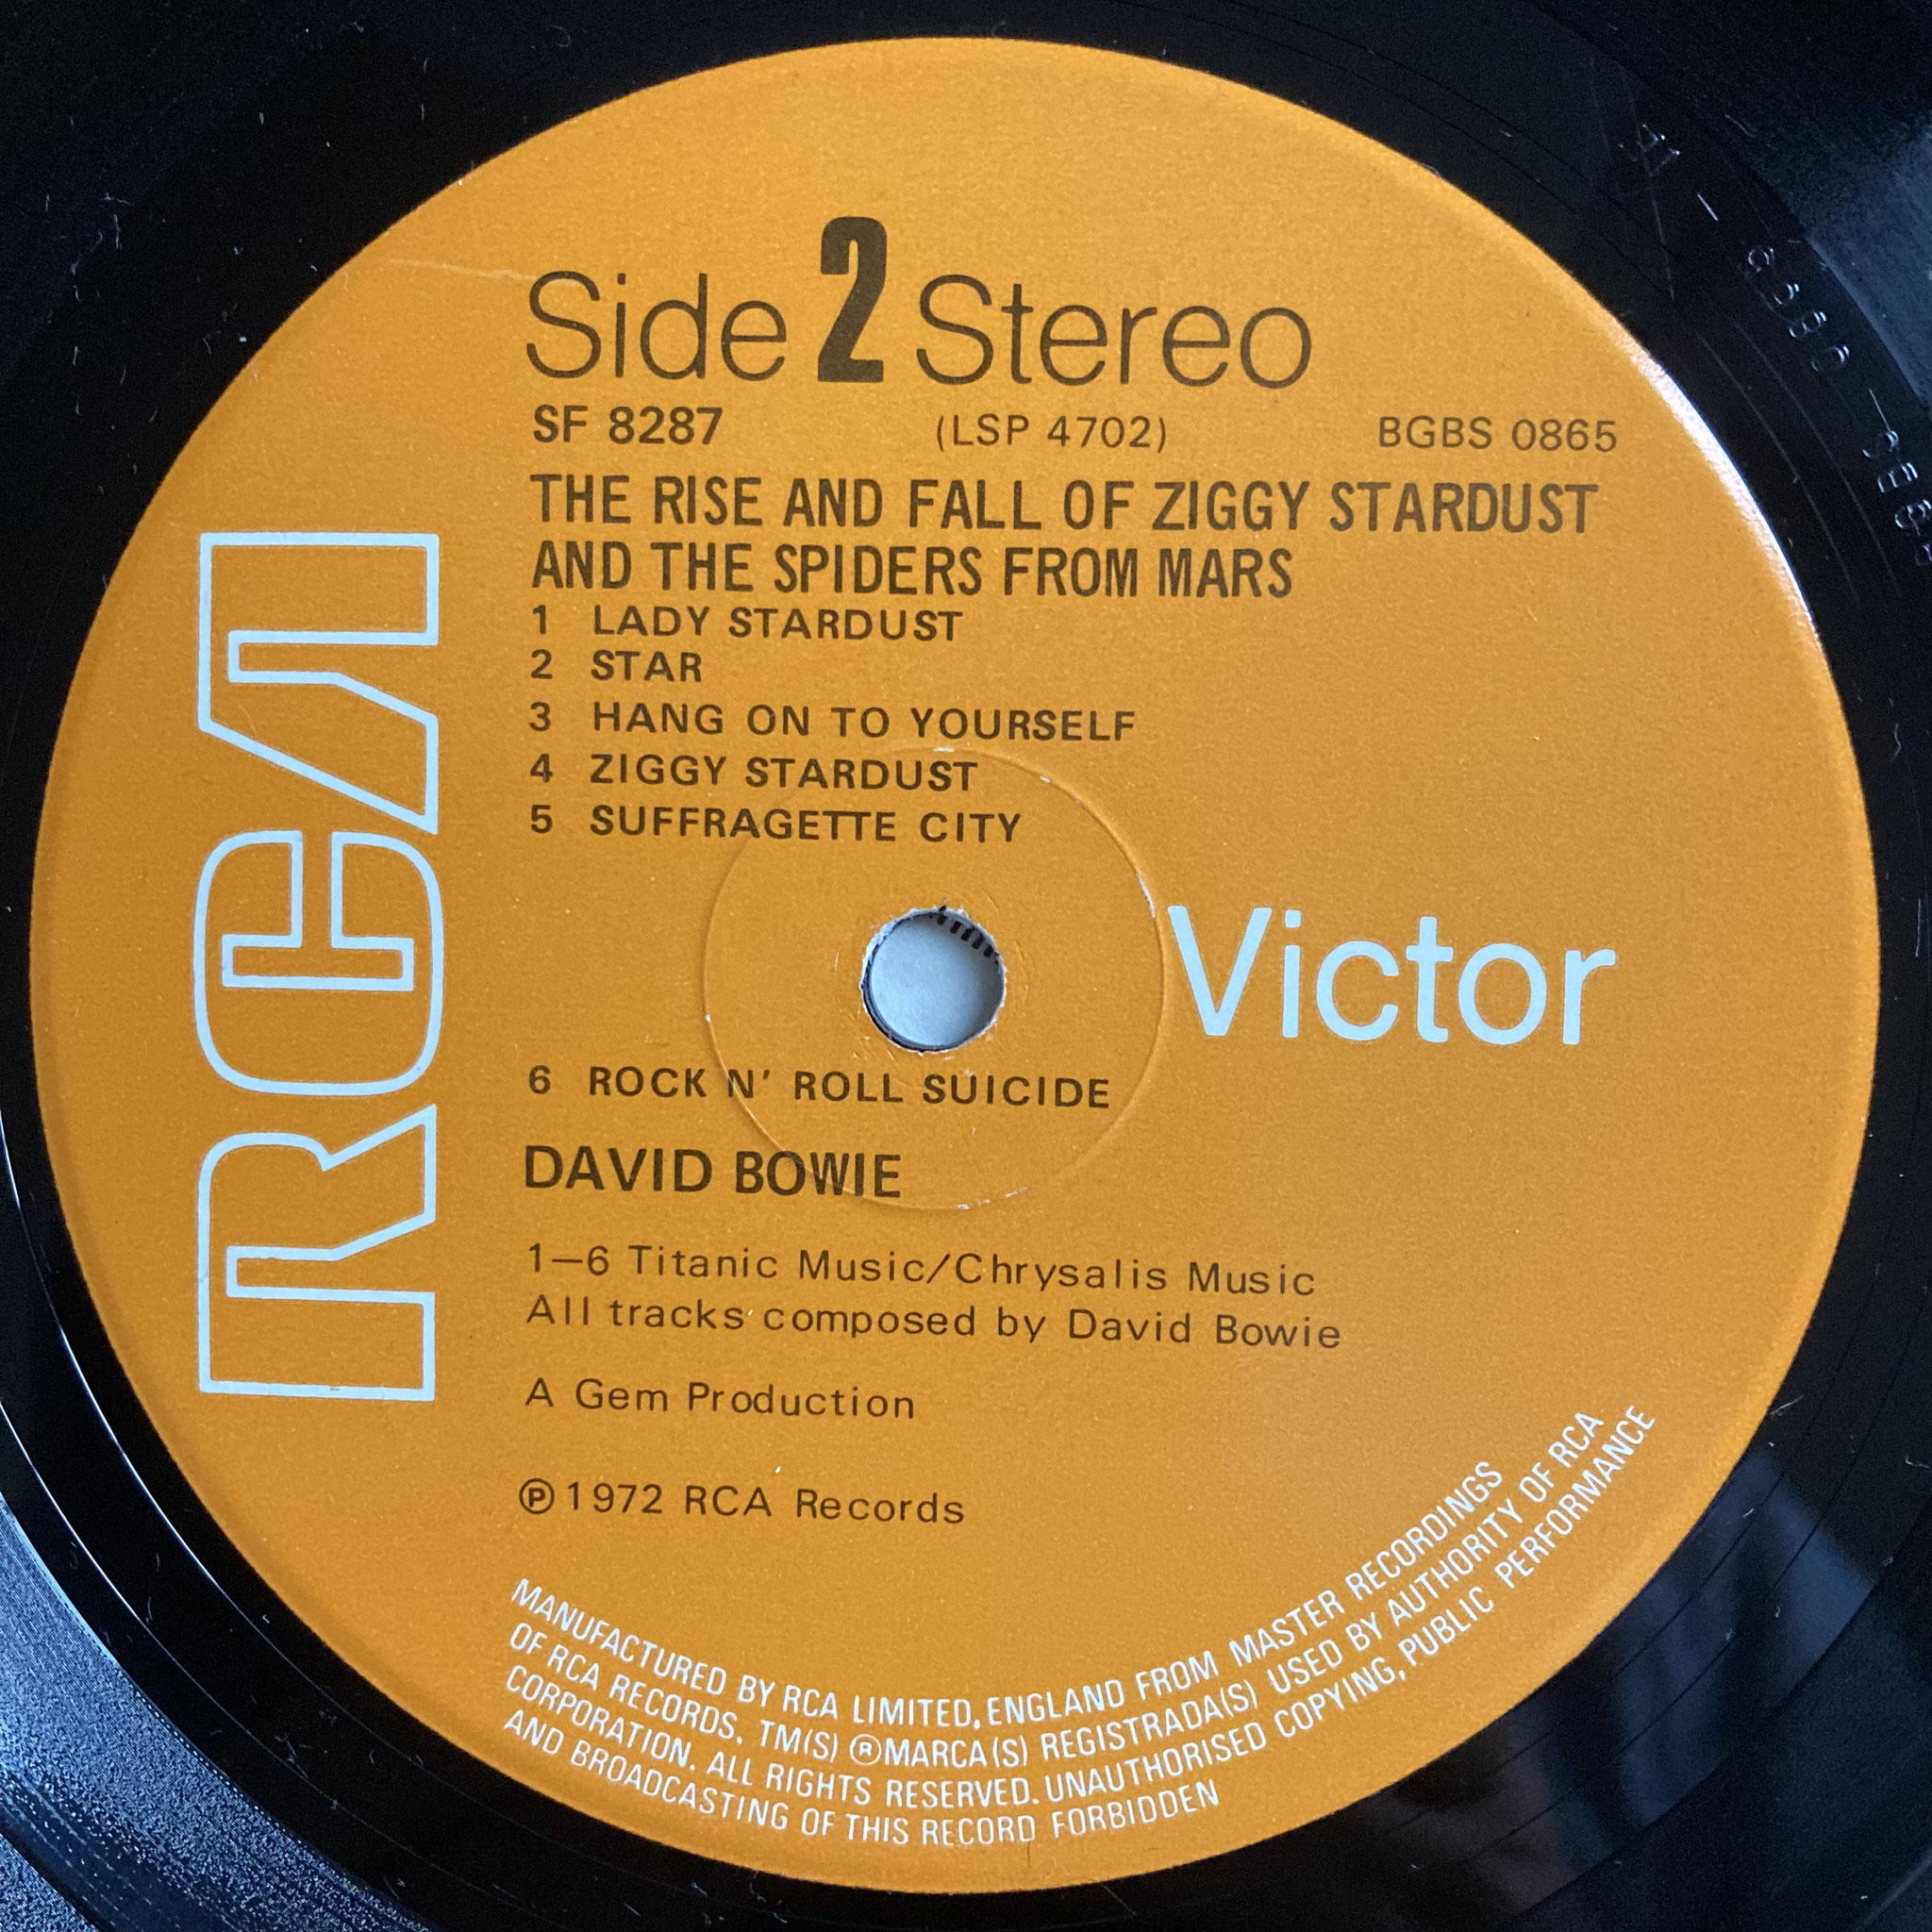 Side 2 Stereo
SF 8287 (LSP 4702) BGBS 0865
THE RISE AND FALL OF ZIGGY STARDUST
AND THE SPIDERS FROM MARS
1 LADY STARDUST
2 STAR
3 HANG ON TO YOURSELF
4 ZIGGY STARDUST
5 SUFFRAGETTE CITY
RCA
Victor
6 ROCK N' ROLL SUICIDE
DAVID BOWIE
1—6 Titanic Music/Chrysalis Music
All tracks composed by David Bowie
A Gem Production
℗1972 RCA Records
MANUFACTURED BY RCA LIMITED, ENGLAND FROM MASTER RECORDINGS
OF RCA RECORDS. TM(S) ®MARCA(S) REGISTRADA(S) USED BY AUTHORITY OF RCA
CORPORATION. ALL RIGHTS RESERVED. UNAUTHORISED COPYING, PUBLIC PERFORMANCE
AND BROADCASTING OF THIS RECORD FORBIDDEN